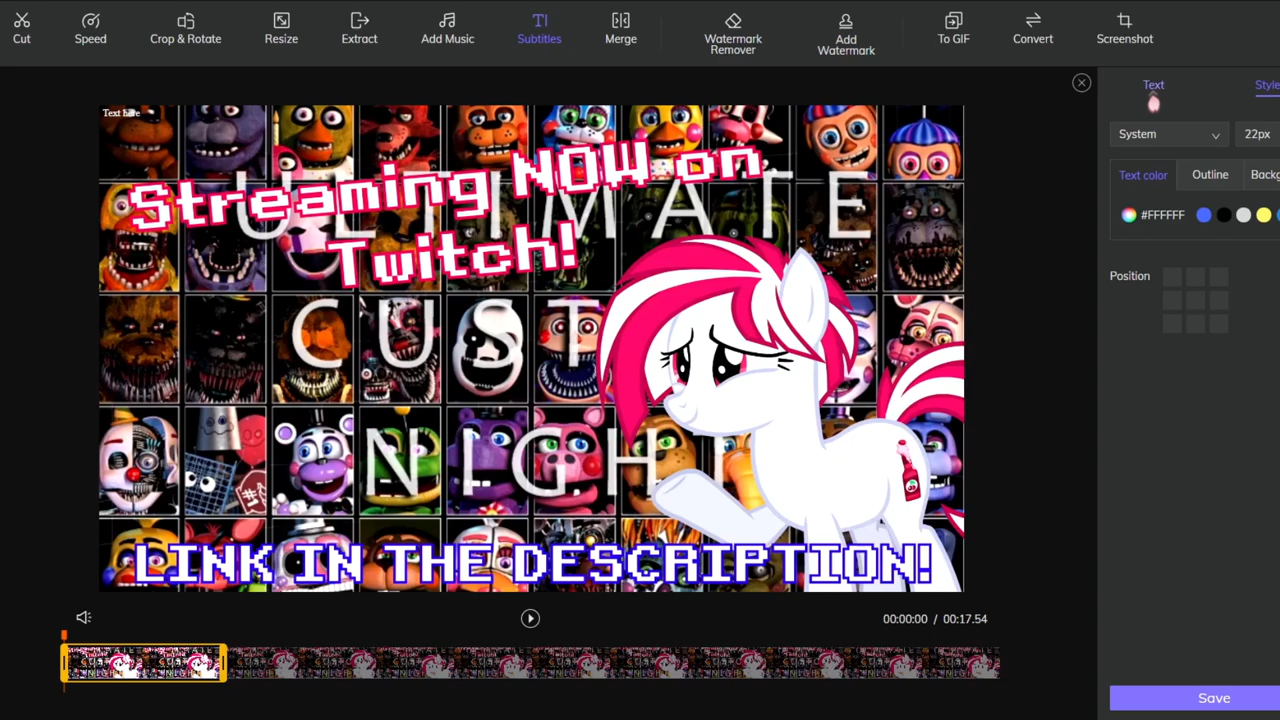 Cut
Speed
Crop & Rotate
Resize
Extract
Add Music
Subtitles
Merge
Watermark
Remover
Add
Watermark
To GIF
Convert
Screenshot
Text
Style
System
22px
Text color
Outline
Backg
#FFFFFF
Position
Text here
Streaming NOW on
Twitch!
ULTIMATE
CUST
NIGHT
LINK IN THE DESCRIPTION!
00:00:00 / 00:17.54
Save